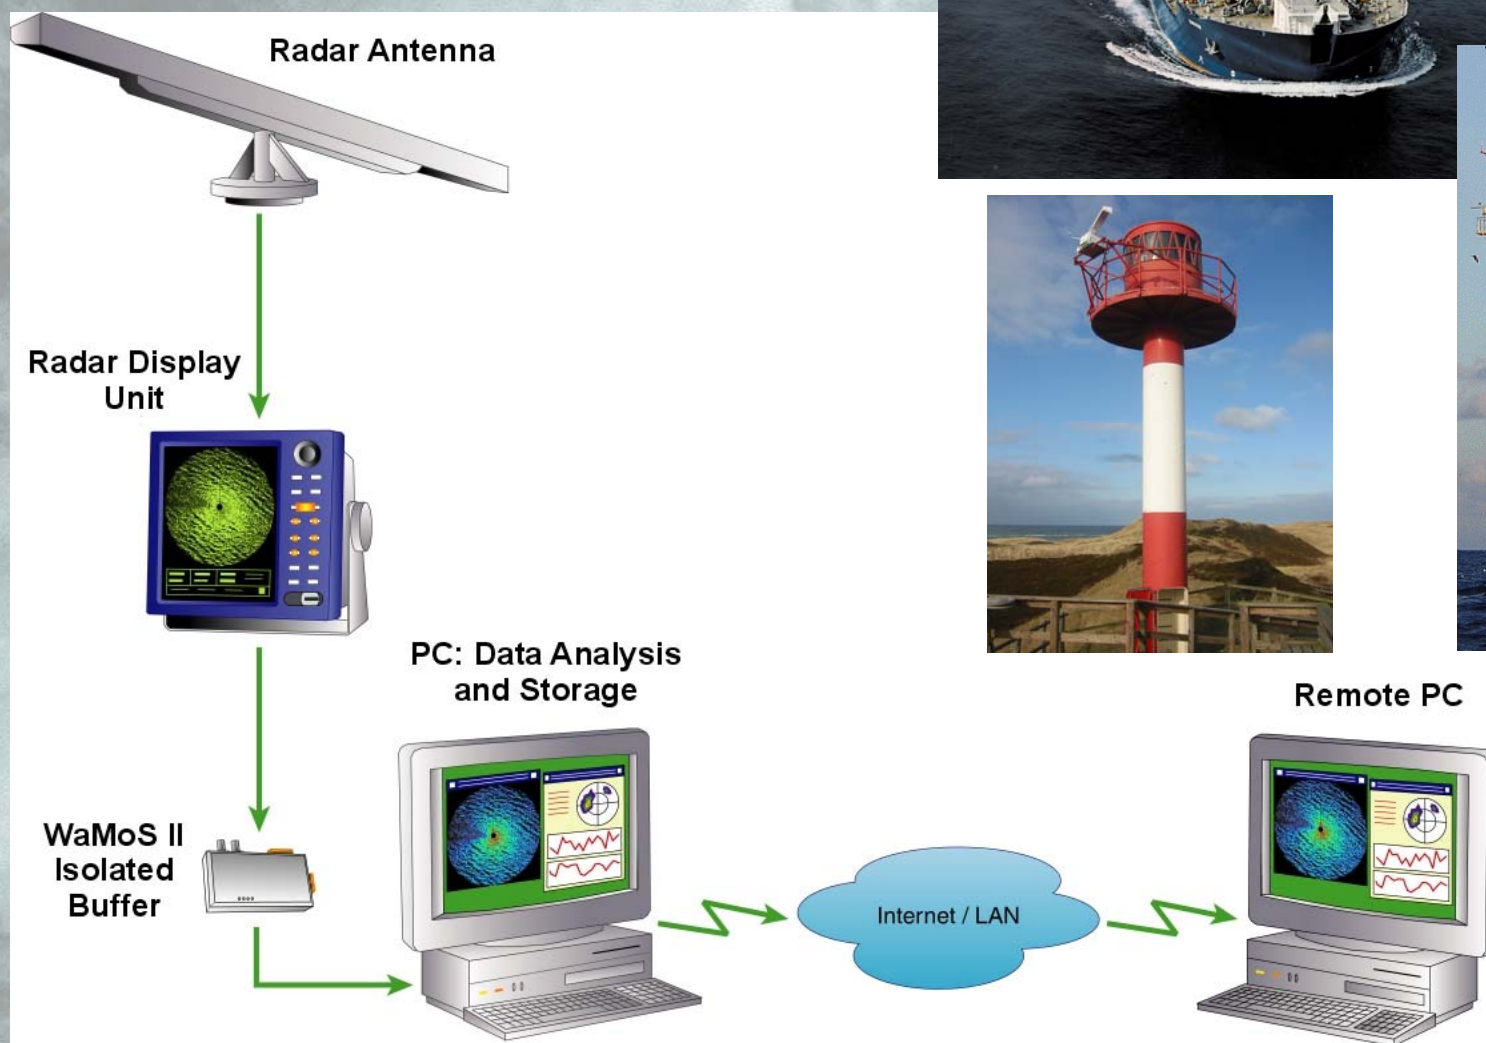 Radar Antenna
Radar Display
Unit
PC: Data Analysis
and Storage
Remote PC
WaMoS II
Isolated
Buffer
Internet / LAN